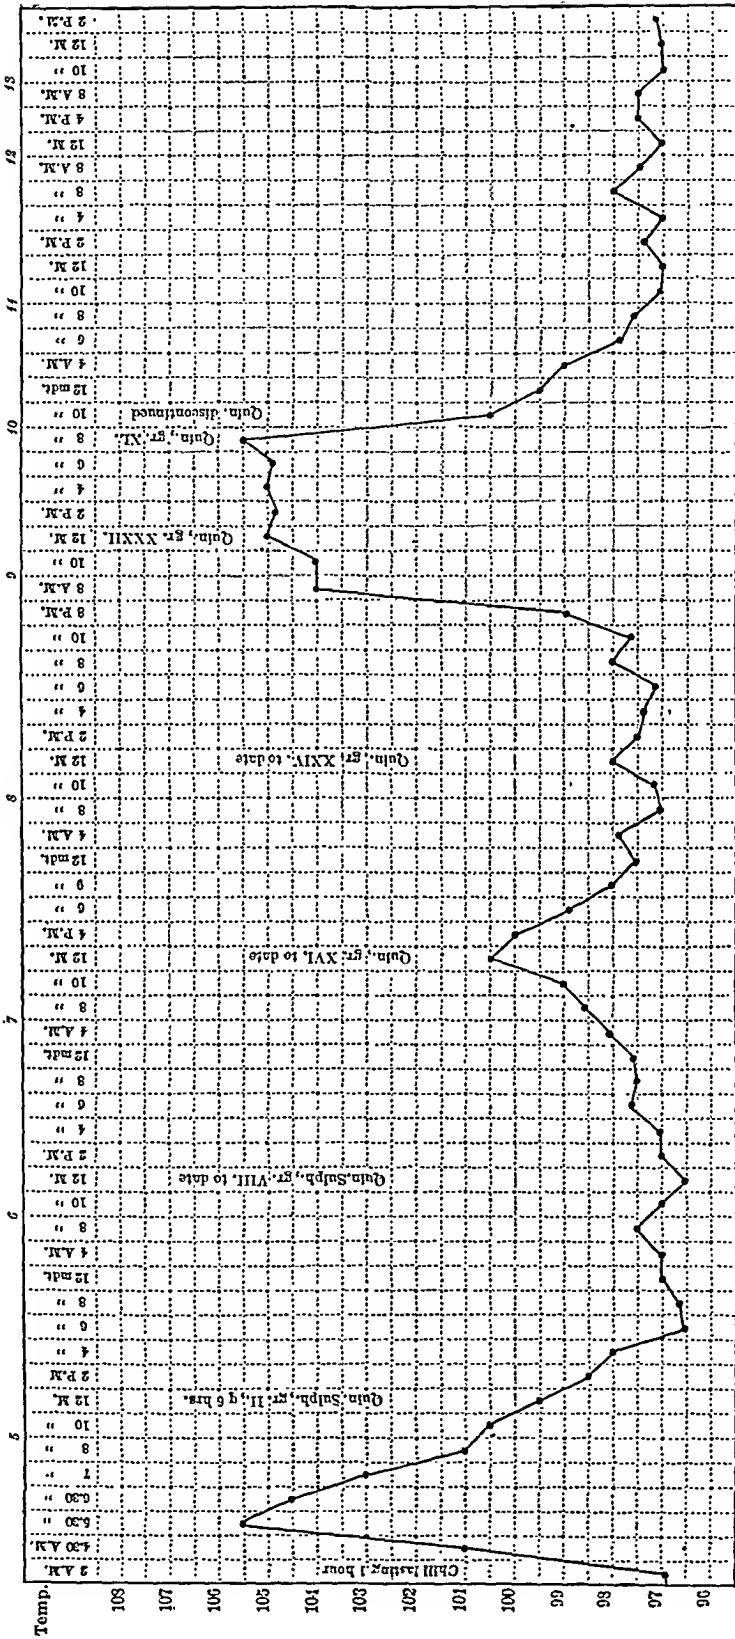 5
6
7
8
9
10
11
12
13
2 A.M.
4.30 A.M.
5.30 "
6.30 "
7 "
8 "
10 "
12 M.
2 P.M
4 "
6 "
8 "
12 mdt.
4 A.M.
8 "
10 "
12 M.
2 P.M.
4 "
6 "
8 "
12 mdt.
4 A.M.
8 "
10 "
12 M.
4 P.M.
6 "
9 "
12 mdt.
4 A.M.
8 "
10 "
12 M.
2 P.M.
4 "
6 "
8 "
10 "
8 P.M.
8 A.M.
10 "
12 M.
2 P.M.
4 "
6 "
8 "
10 "
12 mdt.
4 A.M.
6 "
8 "
10 "
12 M.
2 P.M.
4 "
8 "
8 A.M.
12 M.
4 P.M.
8 A.M.
10 "
12 M.
2 P.M.
Temp.
108
107
106
105
104
103
102
101
100
99
98
97
96
Chill lasting 1 hour
Quin. Sulph., gr. II., q 6 hrs.
Quin. Sulph., gr. VIII. to date
Quin., gr. XVI. to date
Quin., gr. XXIV. to date
Quin., gr. XXXII.
Quin., gr. XL.
Quin. discontinued